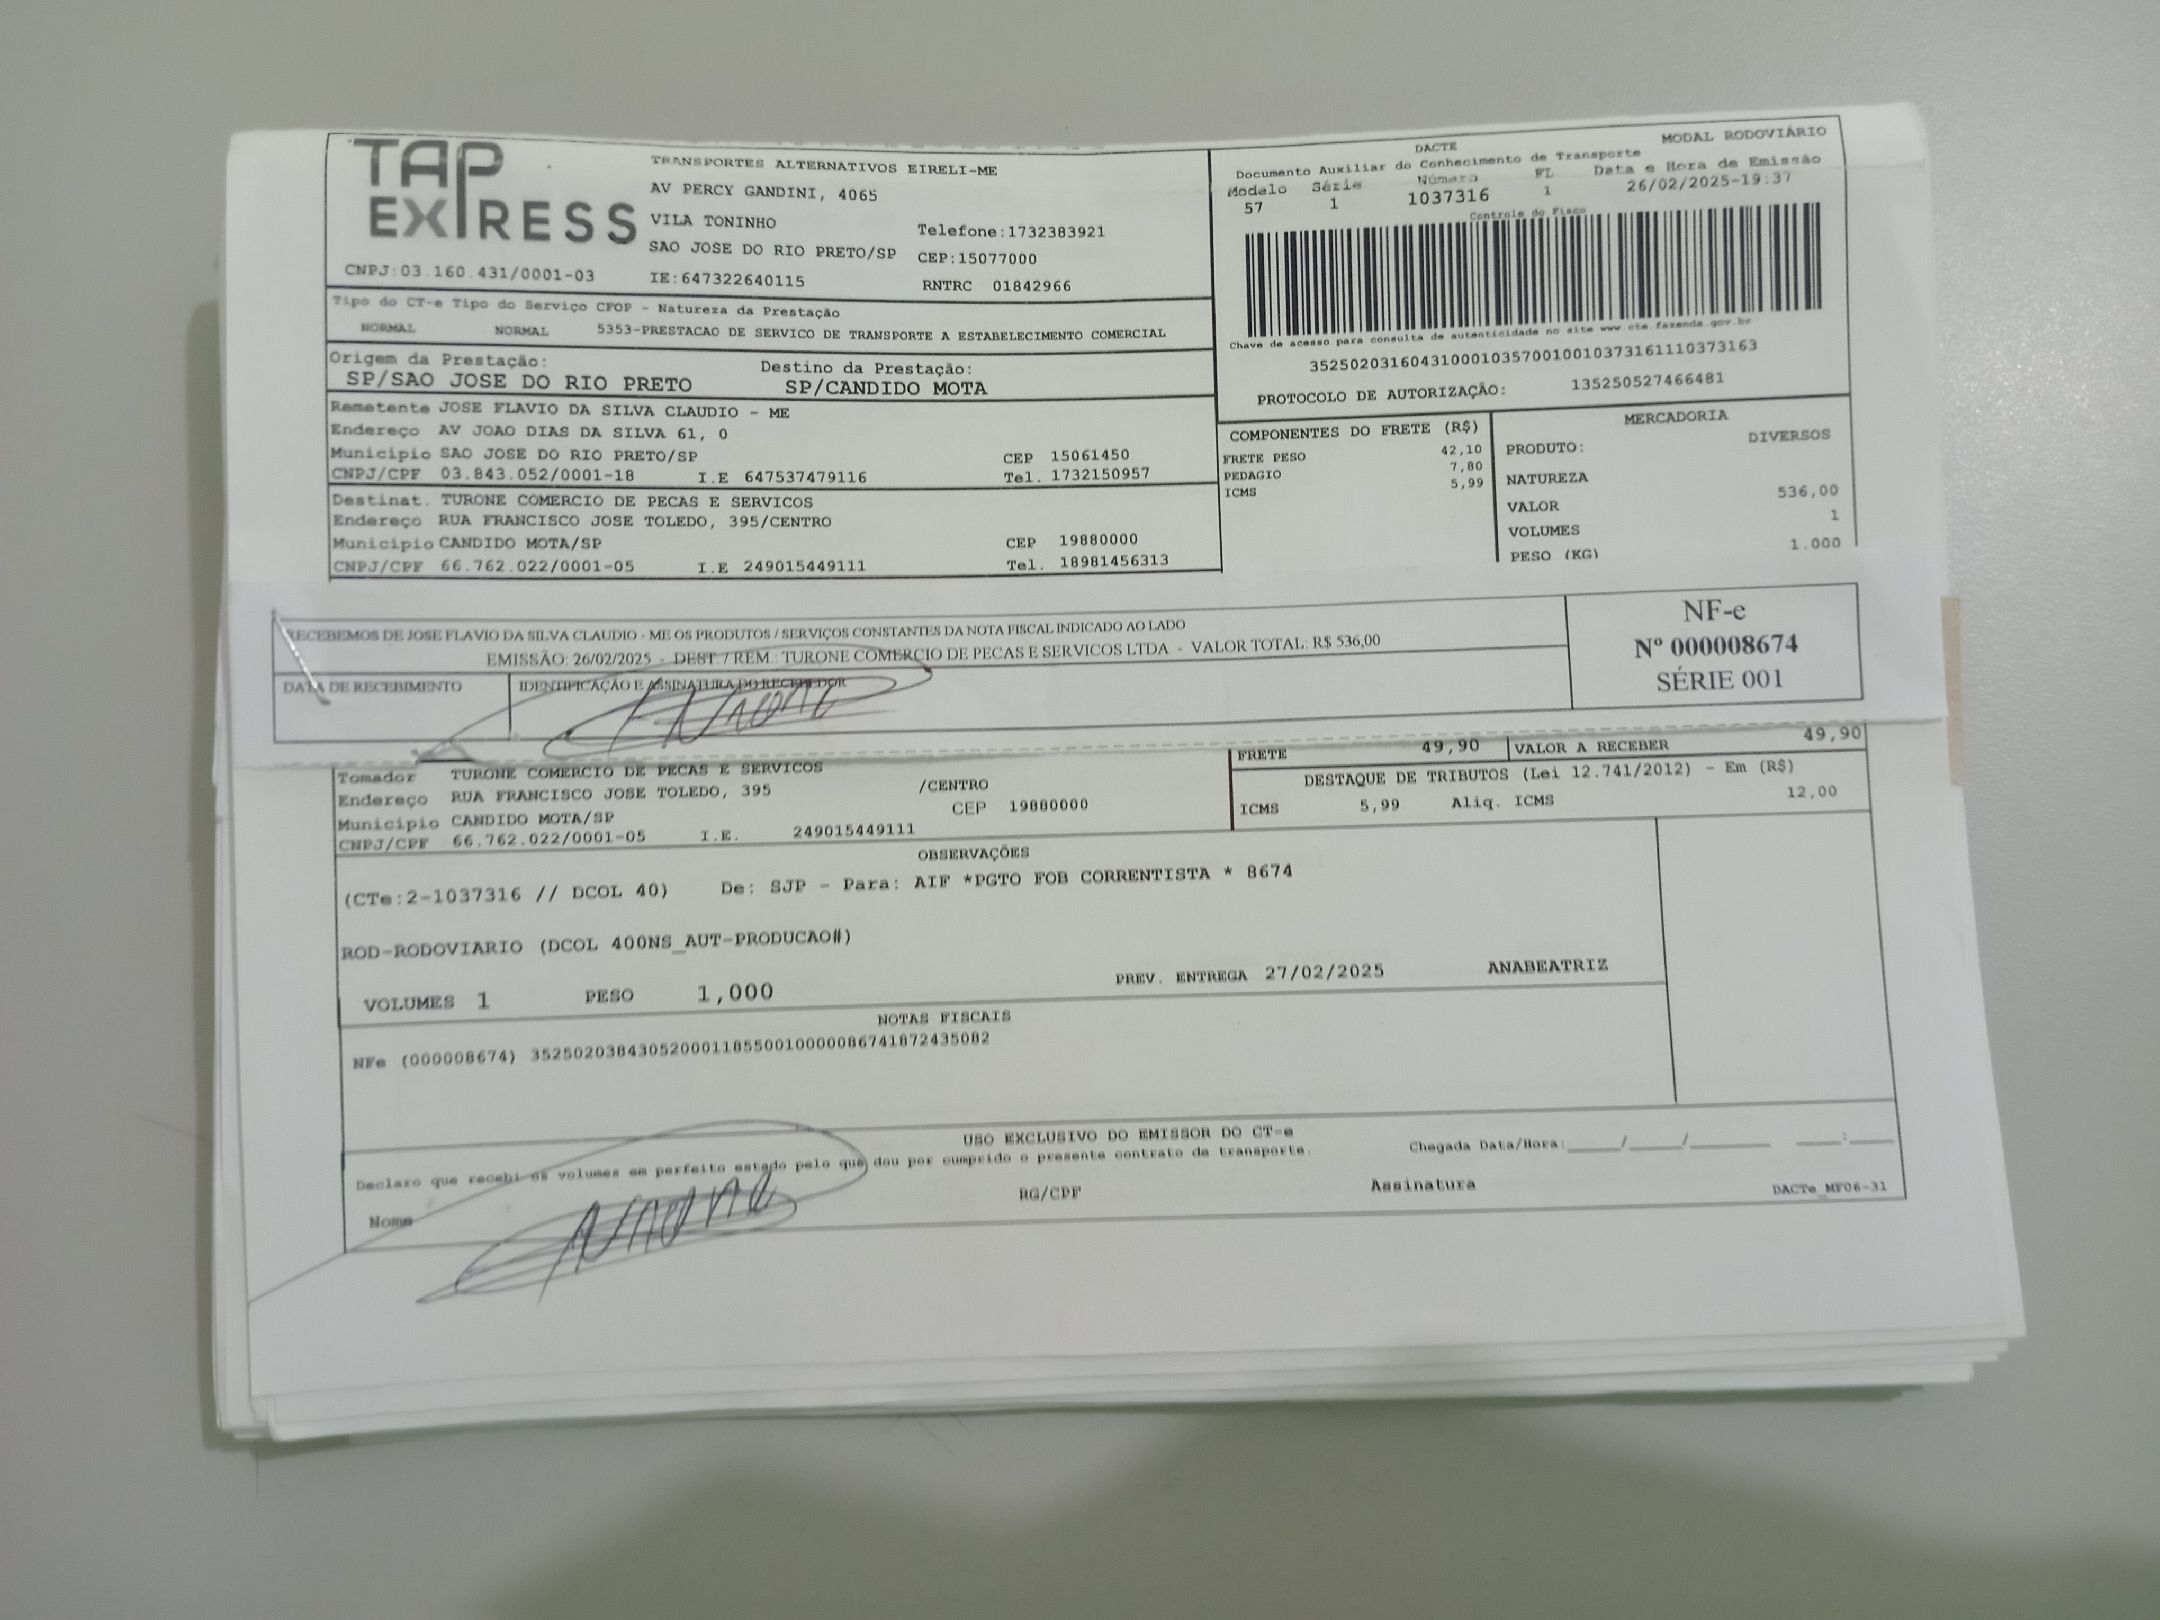 TAP EXPRESS
TRANSPORTES ALTERNATIVOS EIRELI-ME
AV PERCY GANDINI, 4065
VILA TONINHO
Telefone:1732383921
SAO JOSE DO RIO PRETO/SP CEP:15077000
CNPJ:03.160.431/0001-03 IE:647322640115 RNTRC 01842966
DACTE MODAL RODOVIÁRIO
Documento Auxiliar do Conhecimento de Transporte
Modelo Série Número FL Data e Hora de Emissão
57 1 1037316 1 26/02/2025-19:37
Controle do Fisco
Chave de acesso para consulta de autenticidade no site www.cte.fazenda.gov.br
35250203160431000103570010010373161110373163
PROTOCOLO DE AUTORIZAÇÃO: 135250527466481
Tipo do CT-e Tipo do Serviço CFOP - Natureza da Prestação
NORMAL NORMAL 5353-PRESTACAO DE SERVICO DE TRANSPORTE A ESTABELECIMENTO COMERCIAL
Origem da Prestação: Destino da Prestação:
SP/SAO JOSE DO RIO PRETO SP/CANDIDO MOTA
Remetente JOSE FLAVIO DA SILVA CLAUDIO - ME
Endereço AV JOAO DIAS DA SILVA 61, 0
Municipio SAO JOSE DO RIO PRETO/SP CEP 15061450
CNPJ/CPF 03.843.052/0001-18 I.E 647537479116 Tel. 1732150957
Destinat. TURONE COMERCIO DE PECAS E SERVICOS
Endereço RUA FRANCISCO JOSE TOLEDO, 395/CENTRO
Municipio CANDIDO MOTA/SP CEP 19880000
CNPJ/CPF 66.762.022/0001-05 I.E 249015449111 Tel. 18981456313
COMPONENTES DO FRETE (R$)
FRETE PESO 42,10
PEDAGIO 7,80
ICMS 5,99
MERCADORIA
PRODUTO: DIVERSOS
NATUREZA
VALOR 536,00
VOLUMES 1
PESO (KG) 1.000
RECEBEMOS DE JOSE FLAVIO DA SILVA CLAUDIO - ME OS PRODUTOS / SERVIÇOS CONSTANTES DA NOTA FISCAL INDICADO AO LADO
EMISSÃO: 26/02/2025 - DEST. / REM.: TURONE COMERCIO DE PECAS E SERVICOS LTDA - VALOR TOTAL: R$ 536,00
DATA DE RECEBIMENTO IDENTIFICAÇÃO E ASSINATURA DO RECEBEDOR
NF-e
Nº 000008674
SÉRIE 001
Tomador TURONE COMERCIO DE PECAS E SERVICOS
Endereço RUA FRANCISCO JOSE TOLEDO, 395 /CENTRO
Municipio CANDIDO MOTA/SP CEP 19880000
CNPJ/CPF 66.762.022/0001-05 I.E. 249015449111
FRETE 49,90 VALOR A RECEBER 49,90
DESTAQUE DE TRIBUTOS (Lei 12.741/2012) - Em (R$)
ICMS 5,99 Aliq. ICMS 12,00
OBSERVAÇÕES
(CTe:2-1037316 // DCOL 40) De: SJP - Para: AIF *PGTO FOB CORRENTISTA * 8674
ROD-RODOVIARIO (DCOL 400NS_AUT-PRODUCAO#)
VOLUMES 1 PESO 1,000 PREV. ENTREGA 27/02/2025 ANABEATRIZ
NOTAS FISCAIS
NFe (000008674) 35250203843052000118550010000086741872435082
USO EXCLUSIVO DO EMISSOR DO CT-e
Declaro que recebi os volumes em perfeito estado pelo que dou por cumprido o presente contrato de transporte.
Chegada Data/Hora:____/____/______ ___:____
Nome RG/CPF Assinatura DACTe_MF06-31